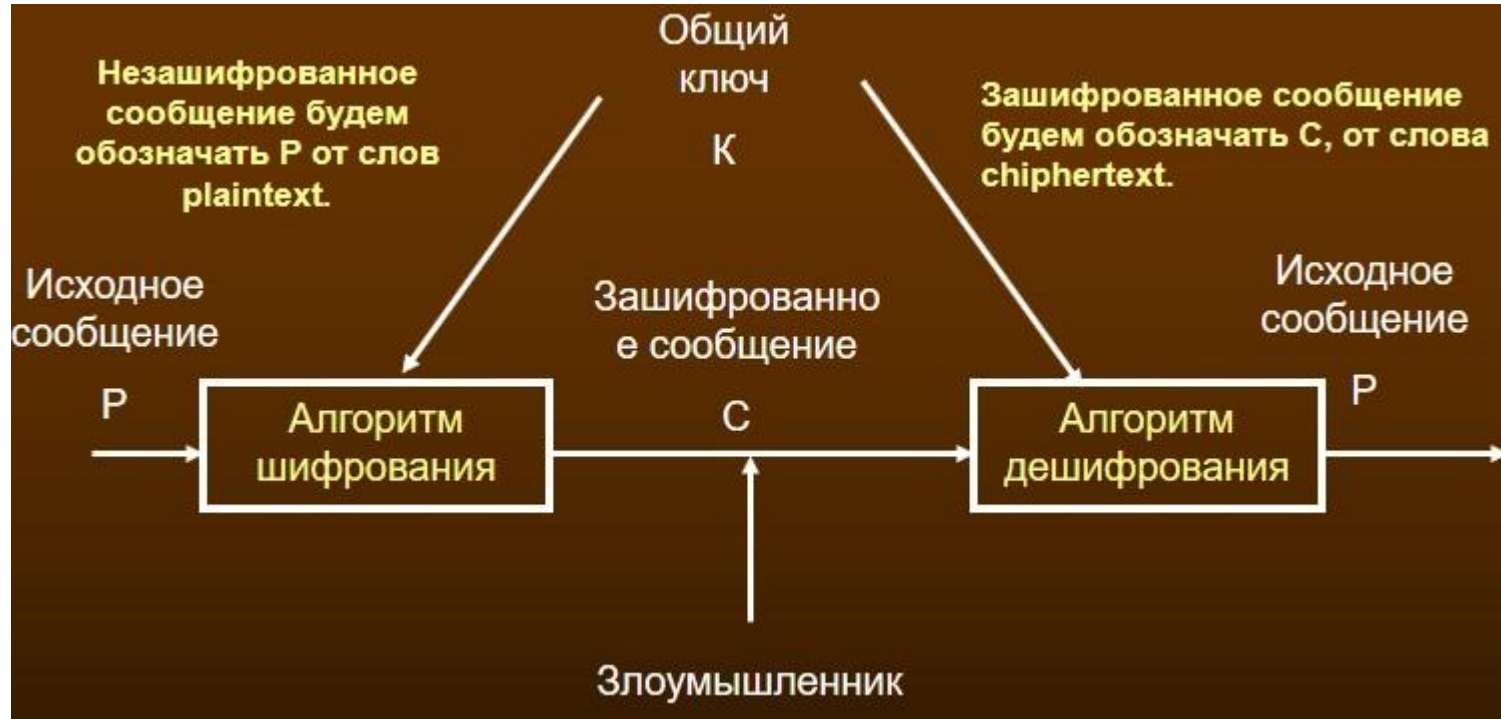 Общий
ключ
К
Незашифрованное
сообщение будем
обозначать Р от слов
plaintext.
Зашифрованное сообщение
будем обозначать С, от слова
chiphertext.
Исходное
сообщение
Р
Алгоритм
шифрования
Зашифрованно
е сообщение
С
Алгоритм
дешифрования
Исходное
сообщение
Р
Злоумышленник